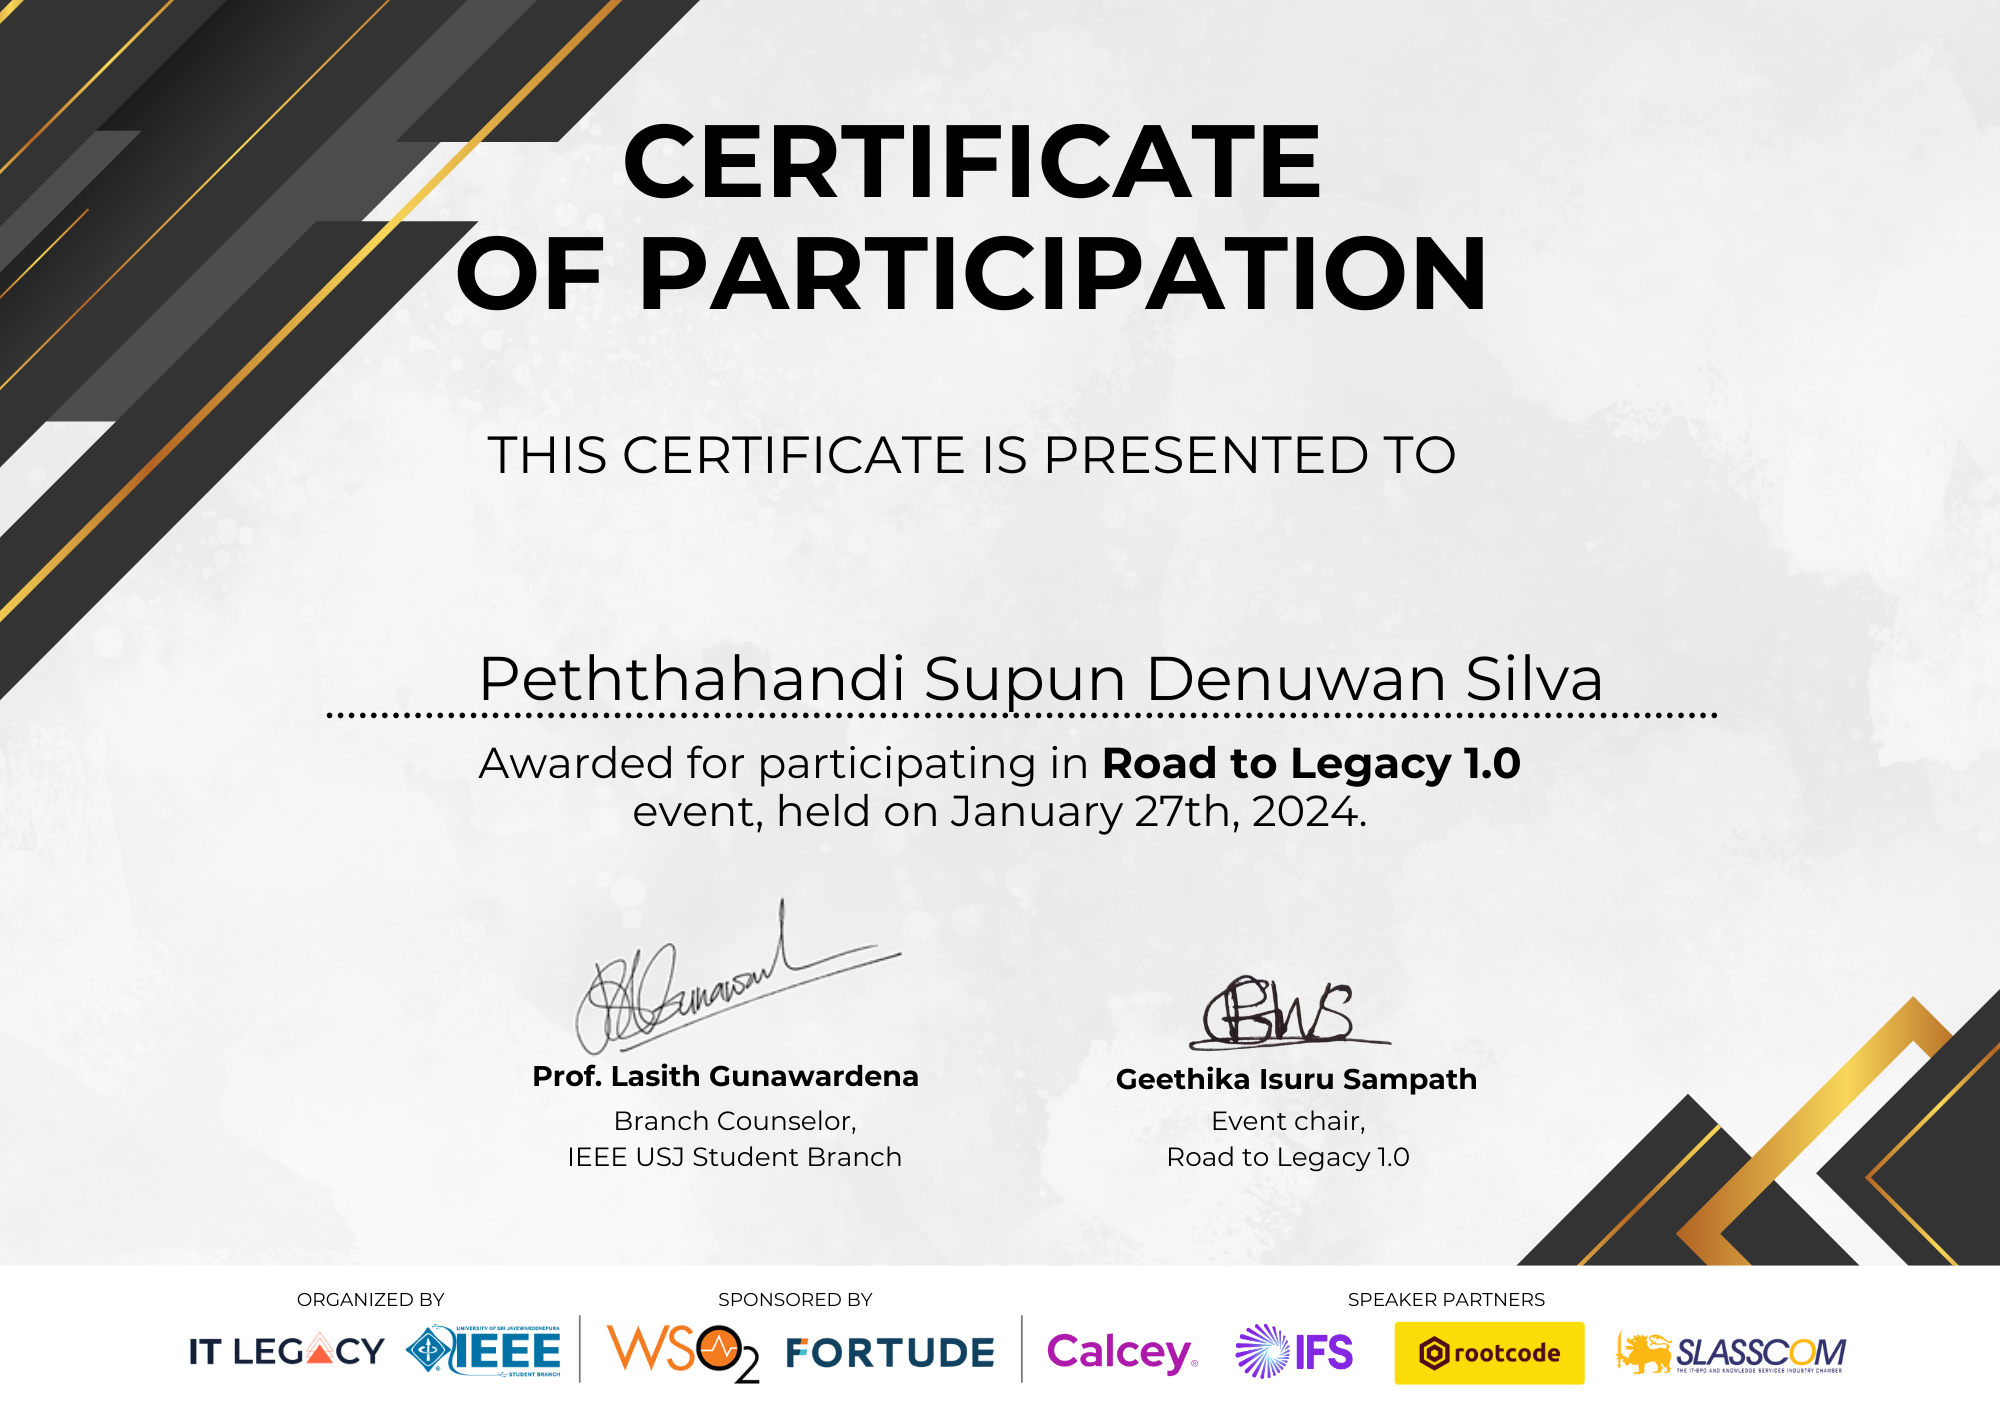 CERTIFICATE
OF PARTICIPATION
THIS CERTIFICATE IS PRESENTED TO
Peththahandi Supun Denuwan Silva
Awarded for participating in Road to Legacy 1.0
event, held on January 27th, 2024.
Prof. Lasith Gunawardena
Branch Counselor,
IEEE USJ Student Branch
Geethika Isuru Sampath
Event chair,
Road to Legacy 1.0
ORGANIZED BY
IT LEGACY
UNIVERSITY OF SRI JAYEWARDENEPURA
IEEE
STUDENT BRANCH
SPONSORED BY
WSO2
FORTUDE
SPEAKER PARTNERS
Calcey®
IFS
rootcode
SLASSCOM
THE IT-BPO AND KNOWLEDGE SERVICES INDUSTRY CHAMBER